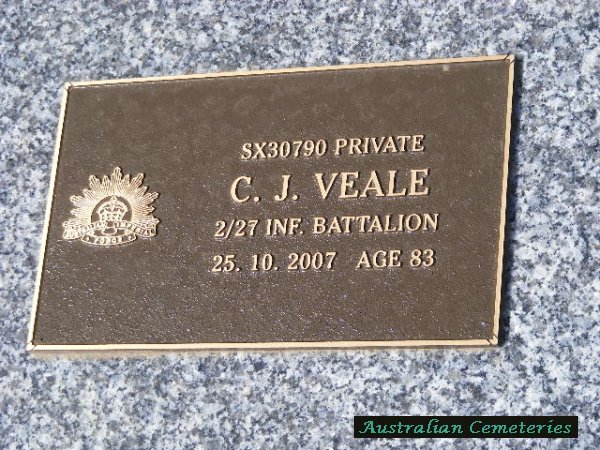 SX30790 PRIVATE
C. J. VEALE
2/27 INF. BATTALION
25. 10. 2007 AGE 83
Australian Cemeteries